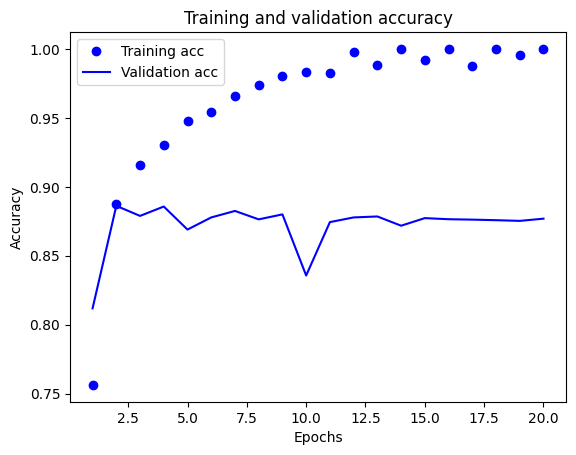 Training and validation accuracy
Training acc
Validation acc
Accuracy
1.00
0.95
0.90
0.85
0.80
0.75
2.5 5.0 7.5 10.0 12.5 15.0 17.5 20.0
Epochs